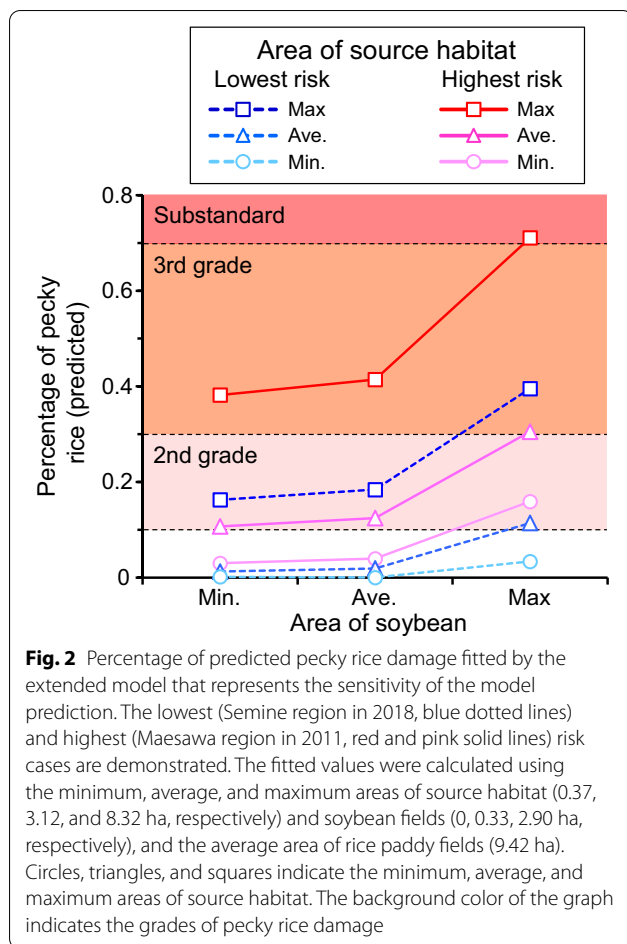 Area of source habitat
Lowest risk Highest risk
Max Max
Ave. Ave.
Min. Min.
0.8
Substandard
3rd grade
0.6
0.4
2nd grade
0.2
0
Percentage of pecky
rice (predicted)
Min. Ave. Max
Area of soybean
Fig. 2 Percentage of predicted pecky rice damage fitted by the
extended model that represents the sensitivity of the model
prediction. The lowest (Semine region in 2018, blue dotted lines)
and highest (Maesawa region in 2011, red and pink solid lines) risk
cases are demonstrated. The fitted values were calculated using
the minimum, average, and maximum areas of source habitat (0.37,
3.12, and 8.32 ha, respectively) and soybean fields (0, 0.33, 2.90 ha,
respectively), and the average area of rice paddy fields (9.42 ha).
Circles, triangles, and squares indicate the minimum, average, and
maximum areas of source habitat. The background color of the graph
indicates the grades of pecky rice damage